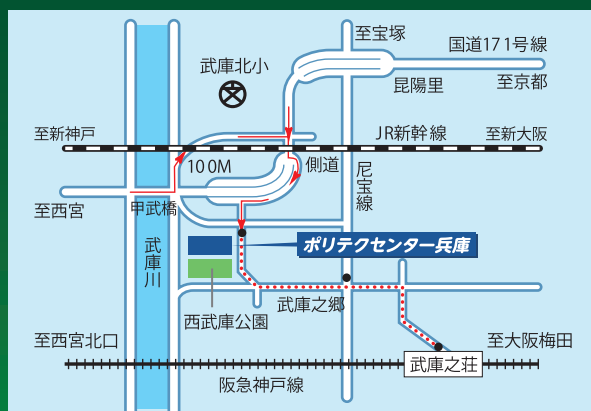 至宝塚
国道171号線
武庫北小
昆陽里
至京都
至新神戸
JR新幹線
至新大阪
100M
側道
尼宝線
至西宮
甲武橋
武庫川
ポリテクセンター兵庫
武庫之郷
西武庫公園
至西宮北口
至大阪梅田
武庫之荘
阪急神戸線